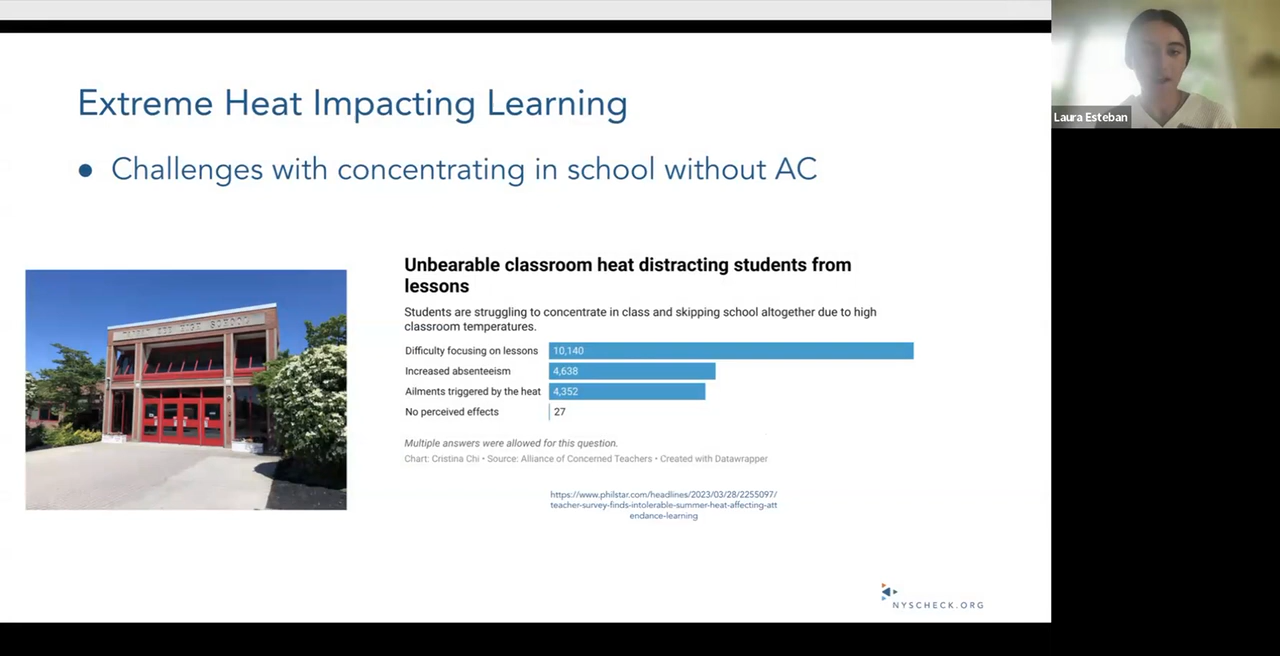 Extreme Heat Impacting Learning
● Challenges with concentrating in school without AC
Laura Esteban
HIGH SCHOOL
Unbearable classroom heat distracting students from
lessons
Students are struggling to concentrate in class and skipping school altogether due to high
classroom temperatures.
Difficulty focusing on lessons 10,140
Increased absenteeism 4,638
Ailments triggered by the heat 4,352
No perceived effects 27
Multiple answers were allowed for this question.
Chart: Cristina Chi • Source: Alliance of Concerned Teachers • Created with Datawrapper
https://www.philstar.com/headlines/2023/03/28/2255097/
teacher-survey-finds-intolerable-summer-heat-affecting-att
endance-learning
NYSCHECK.ORG